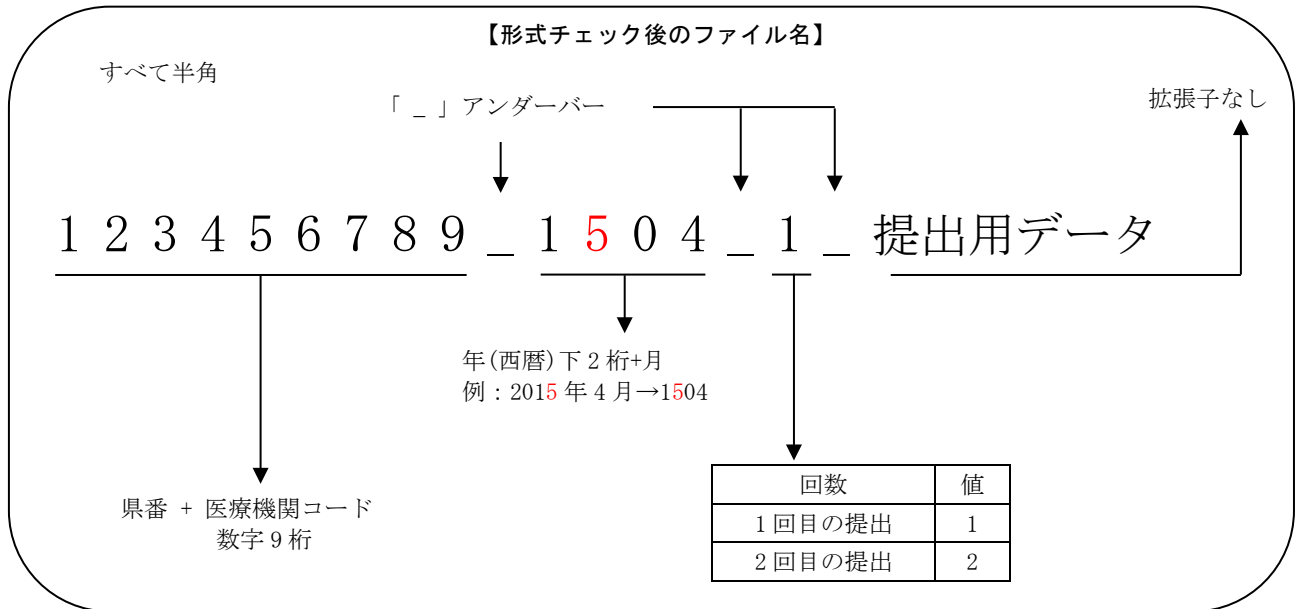 【形式チェック後のファイル名】
すべて半角
「 _ 」アンダーバー
拡張子なし
１２３４５６７８９_１５０４_１_提出用データ
年(西暦)下 2 桁+月
例：2015 年 4 月→1504
県番 + 医療機関コード
数字 9 桁
回数 値
1 回目の提出 1
2 回目の提出 2